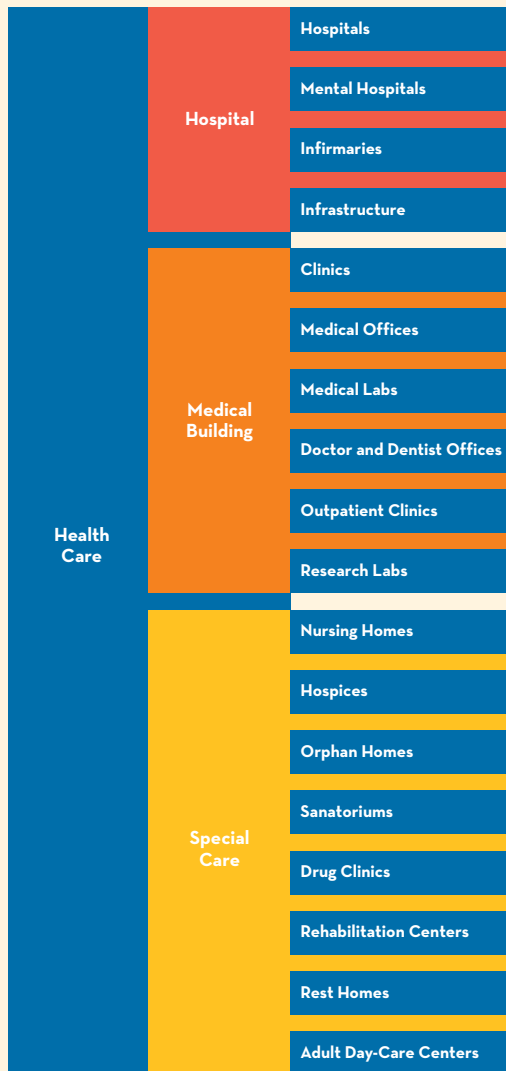 Health
Care
Hospital
Hospitals
Mental Hospitals
Infirmaries
Infrastructure
Medical
Building
Clinics
Medical Offices
Medical Labs
Doctor and Dentist Offices
Outpatient Clinics
Research Labs
Special
Care
Nursing Homes
Hospices
Orphan Homes
Sanatoriums
Drug Clinics
Rehabilitation Centers
Rest Homes
Adult Day-Care Centers